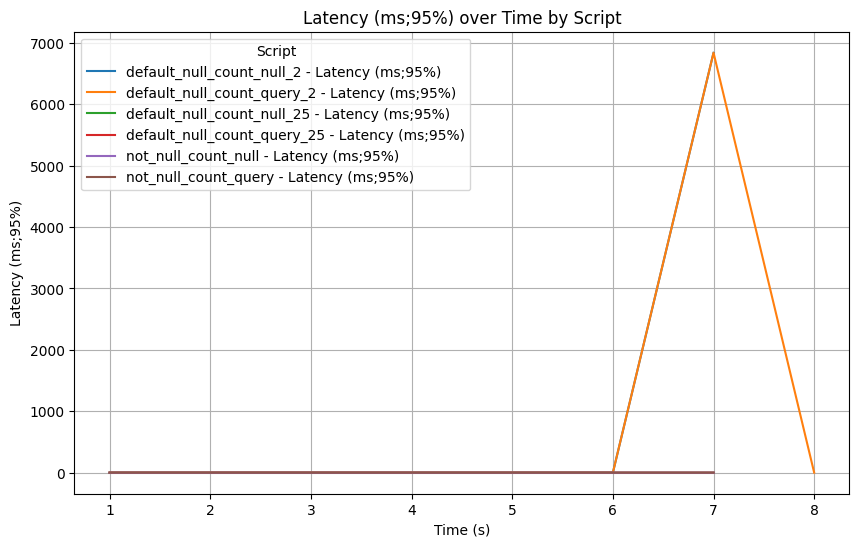 Latency (ms;95%) over Time by Script
Script
default_null_count_null_2 - Latency (ms;95%)
default_null_count_query_2 - Latency (ms;95%)
default_null_count_null_25 - Latency (ms;95%)
default_null_count_query_25 - Latency (ms;95%)
not_null_count_null - Latency (ms;95%)
not_null_count_query - Latency (ms;95%)
Latency (ms;95%)
7000
6000
5000
4000
3000
2000
1000
0
1 2 3 4 5 6 7 8
Time (s)